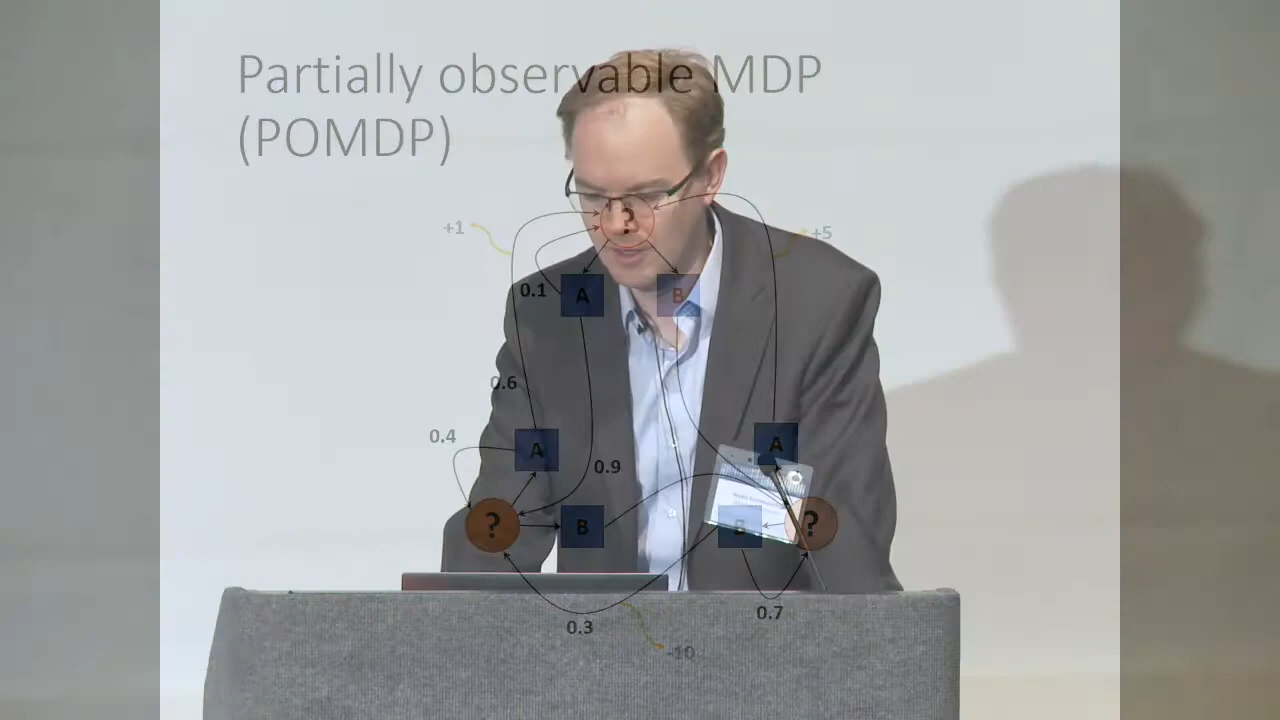 Partially observable MDP
(POMDP)
+1
?
+5
0.1
A
B
0.6
0.4
A
A
0.9
?
B
B
?
0.3
0.7
-10